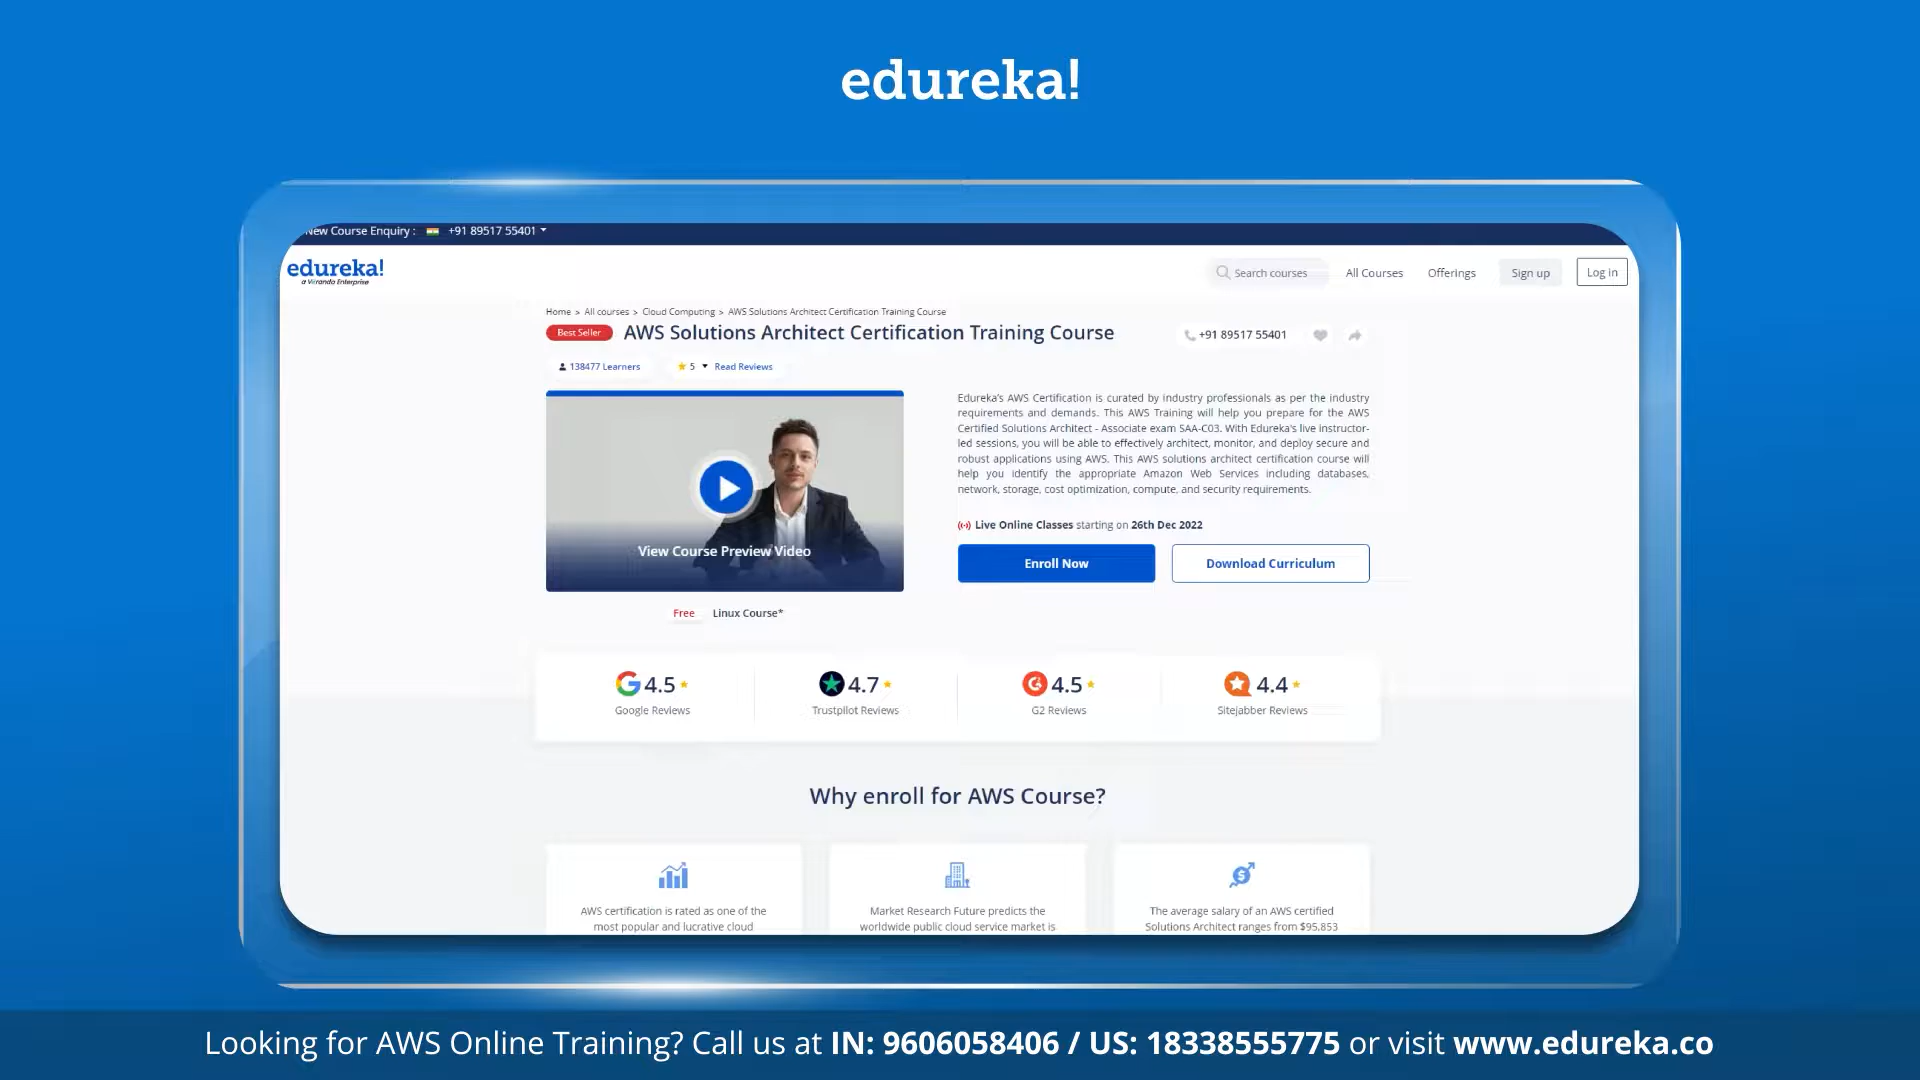 edureka!
New Course Enquiry : +91 89517 55401
edureka!
a Veranda Enterprise
Search courses
All Courses
Offerings
Sign up
Log in
Home > All courses > Cloud Computing > AWS Solutions Architect Certification Training Course
Best Seller
AWS Solutions Architect Certification Training Course
+91 89517 55401
138477 Learners
5
Read Reviews
View Course Preview Video
Free Linux Course*
Edureka's AWS Certification is curated by industry professionals as per the industry
requirements and demands. This AWS Training will help you prepare for the AWS
Certified Solutions Architect - Associate exam SAA-C03. With Edureka's live instructor-
led sessions, you will be able to effectively architect, monitor, and deploy secure and
robust applications using AWS. This AWS solutions architect certification course will
help you identify the appropriate Amazon Web Services including databases,
network, storage, cost optimization, compute, and security requirements.
Live Online Classes starting on 26th Dec 2022
Enroll Now
Download Curriculum
4.5
Google Reviews
4.7
Trustpilot Reviews
4.5
G2 Reviews
4.4
Sitejabber Reviews
Why enroll for AWS Course?
AWS certification is rated as one of the
most popular and lucrative cloud
Market Research Future predicts the
worldwide public cloud service market is
The average salary of an AWS certified
Solutions Architect ranges from $95,853
Looking for AWS Online Training? Call us at IN: 9606058406 / US: 18338555775 or visit www.edureka.co